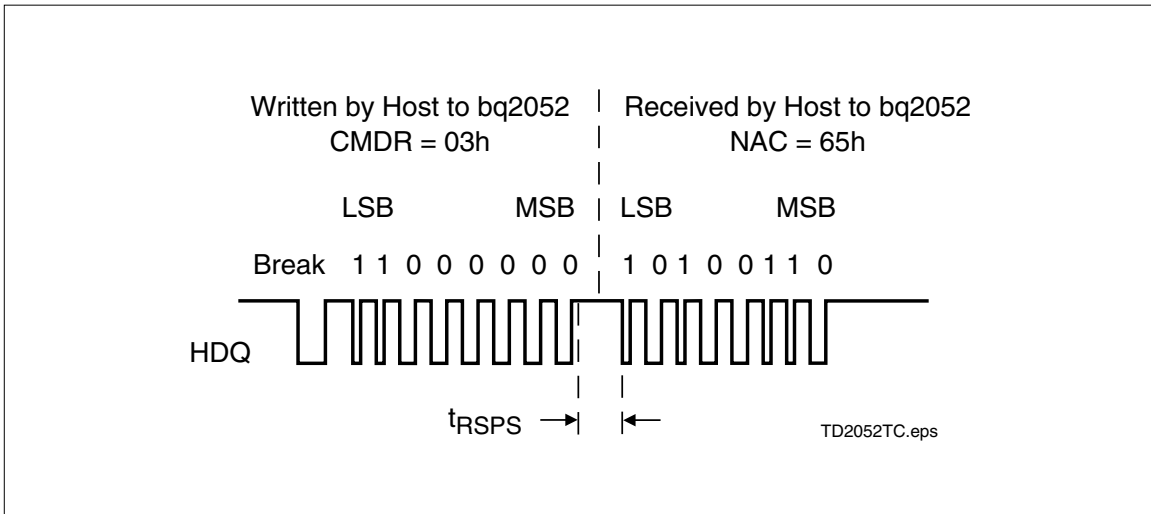 Written by Host to bq2052
CMDR = 03h
Received by Host to bq2052
NAC = 65h
LSB MSB LSB MSB
Break 1 1 0 0 0 0 0 0 1 0 1 0 0 1 1 0
HDQ
tRSPS
TD2052TC.eps